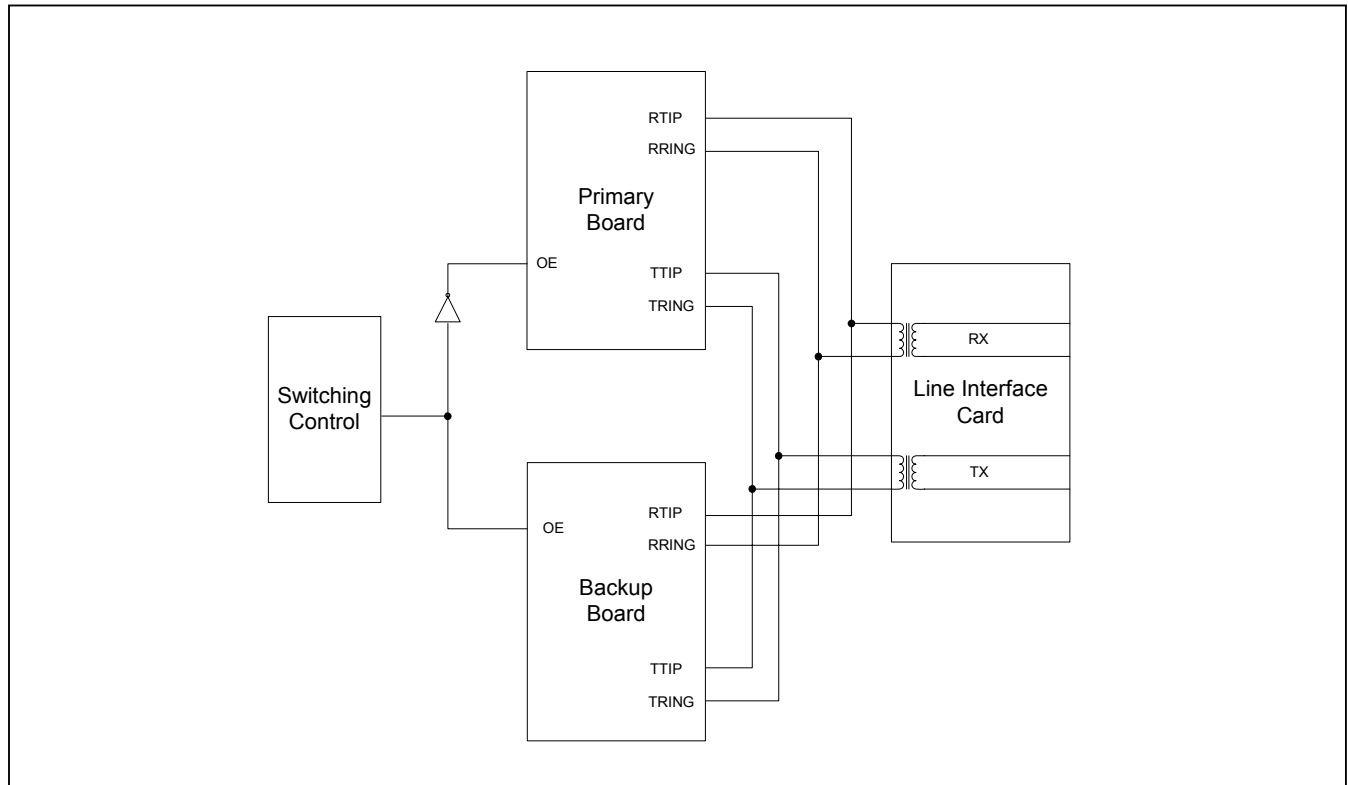 RTIP
RRING
Primary
Board
OE
TTIP
TRING
Switching
Control
RX
Line Interface
Card
TX
RTIP
OE
RRING
Backup
Board
TTIP
TRING